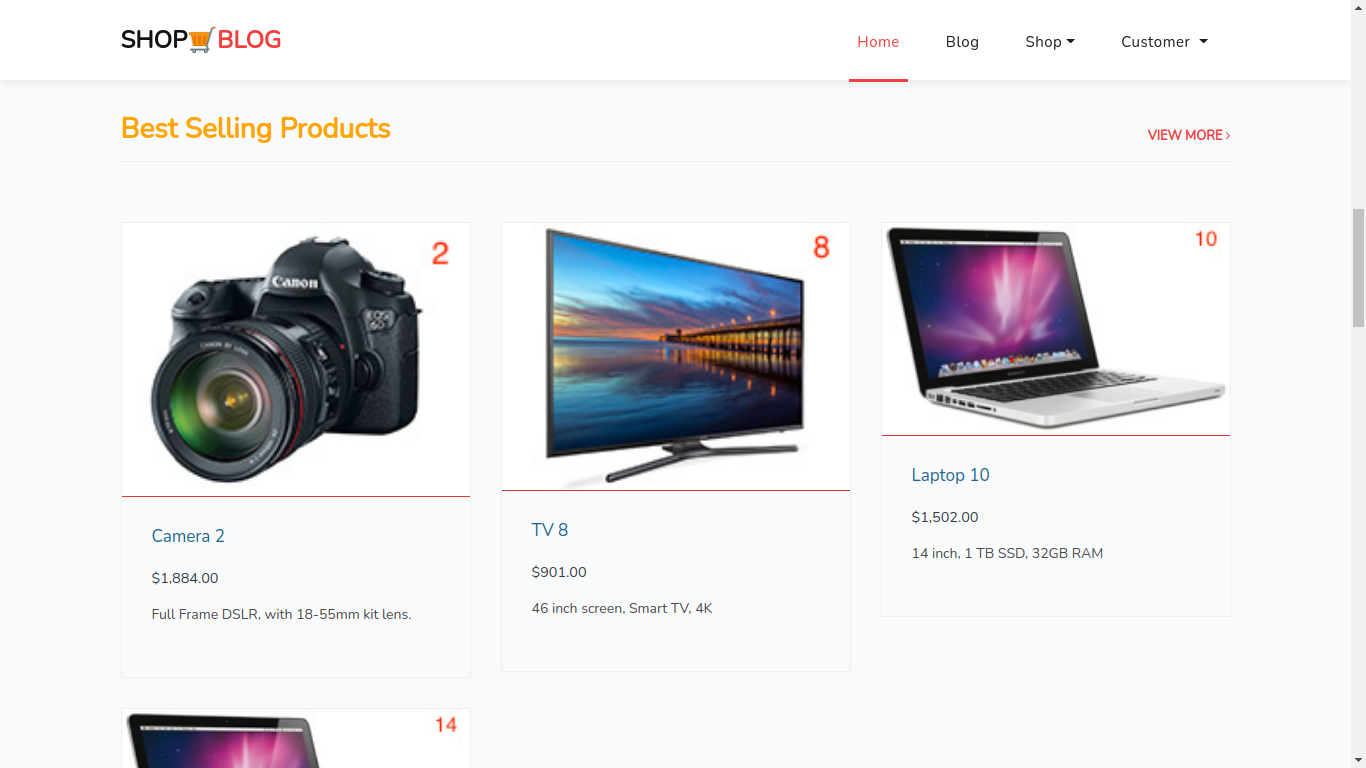 SHOP BLOG
Home
Blog
Shop
Customer
Best Selling Products
VIEW MORE
2
Canon
EOS
6D
8
10
Camera 2
$1,884.00
Full Frame DSLR, with 18-55mm kit lens.
TV 8
$901.00
46 inch screen, Smart TV, 4K
Laptop 10
$1,502.00
14 inch, 1 TB SSD, 32GB RAM
14